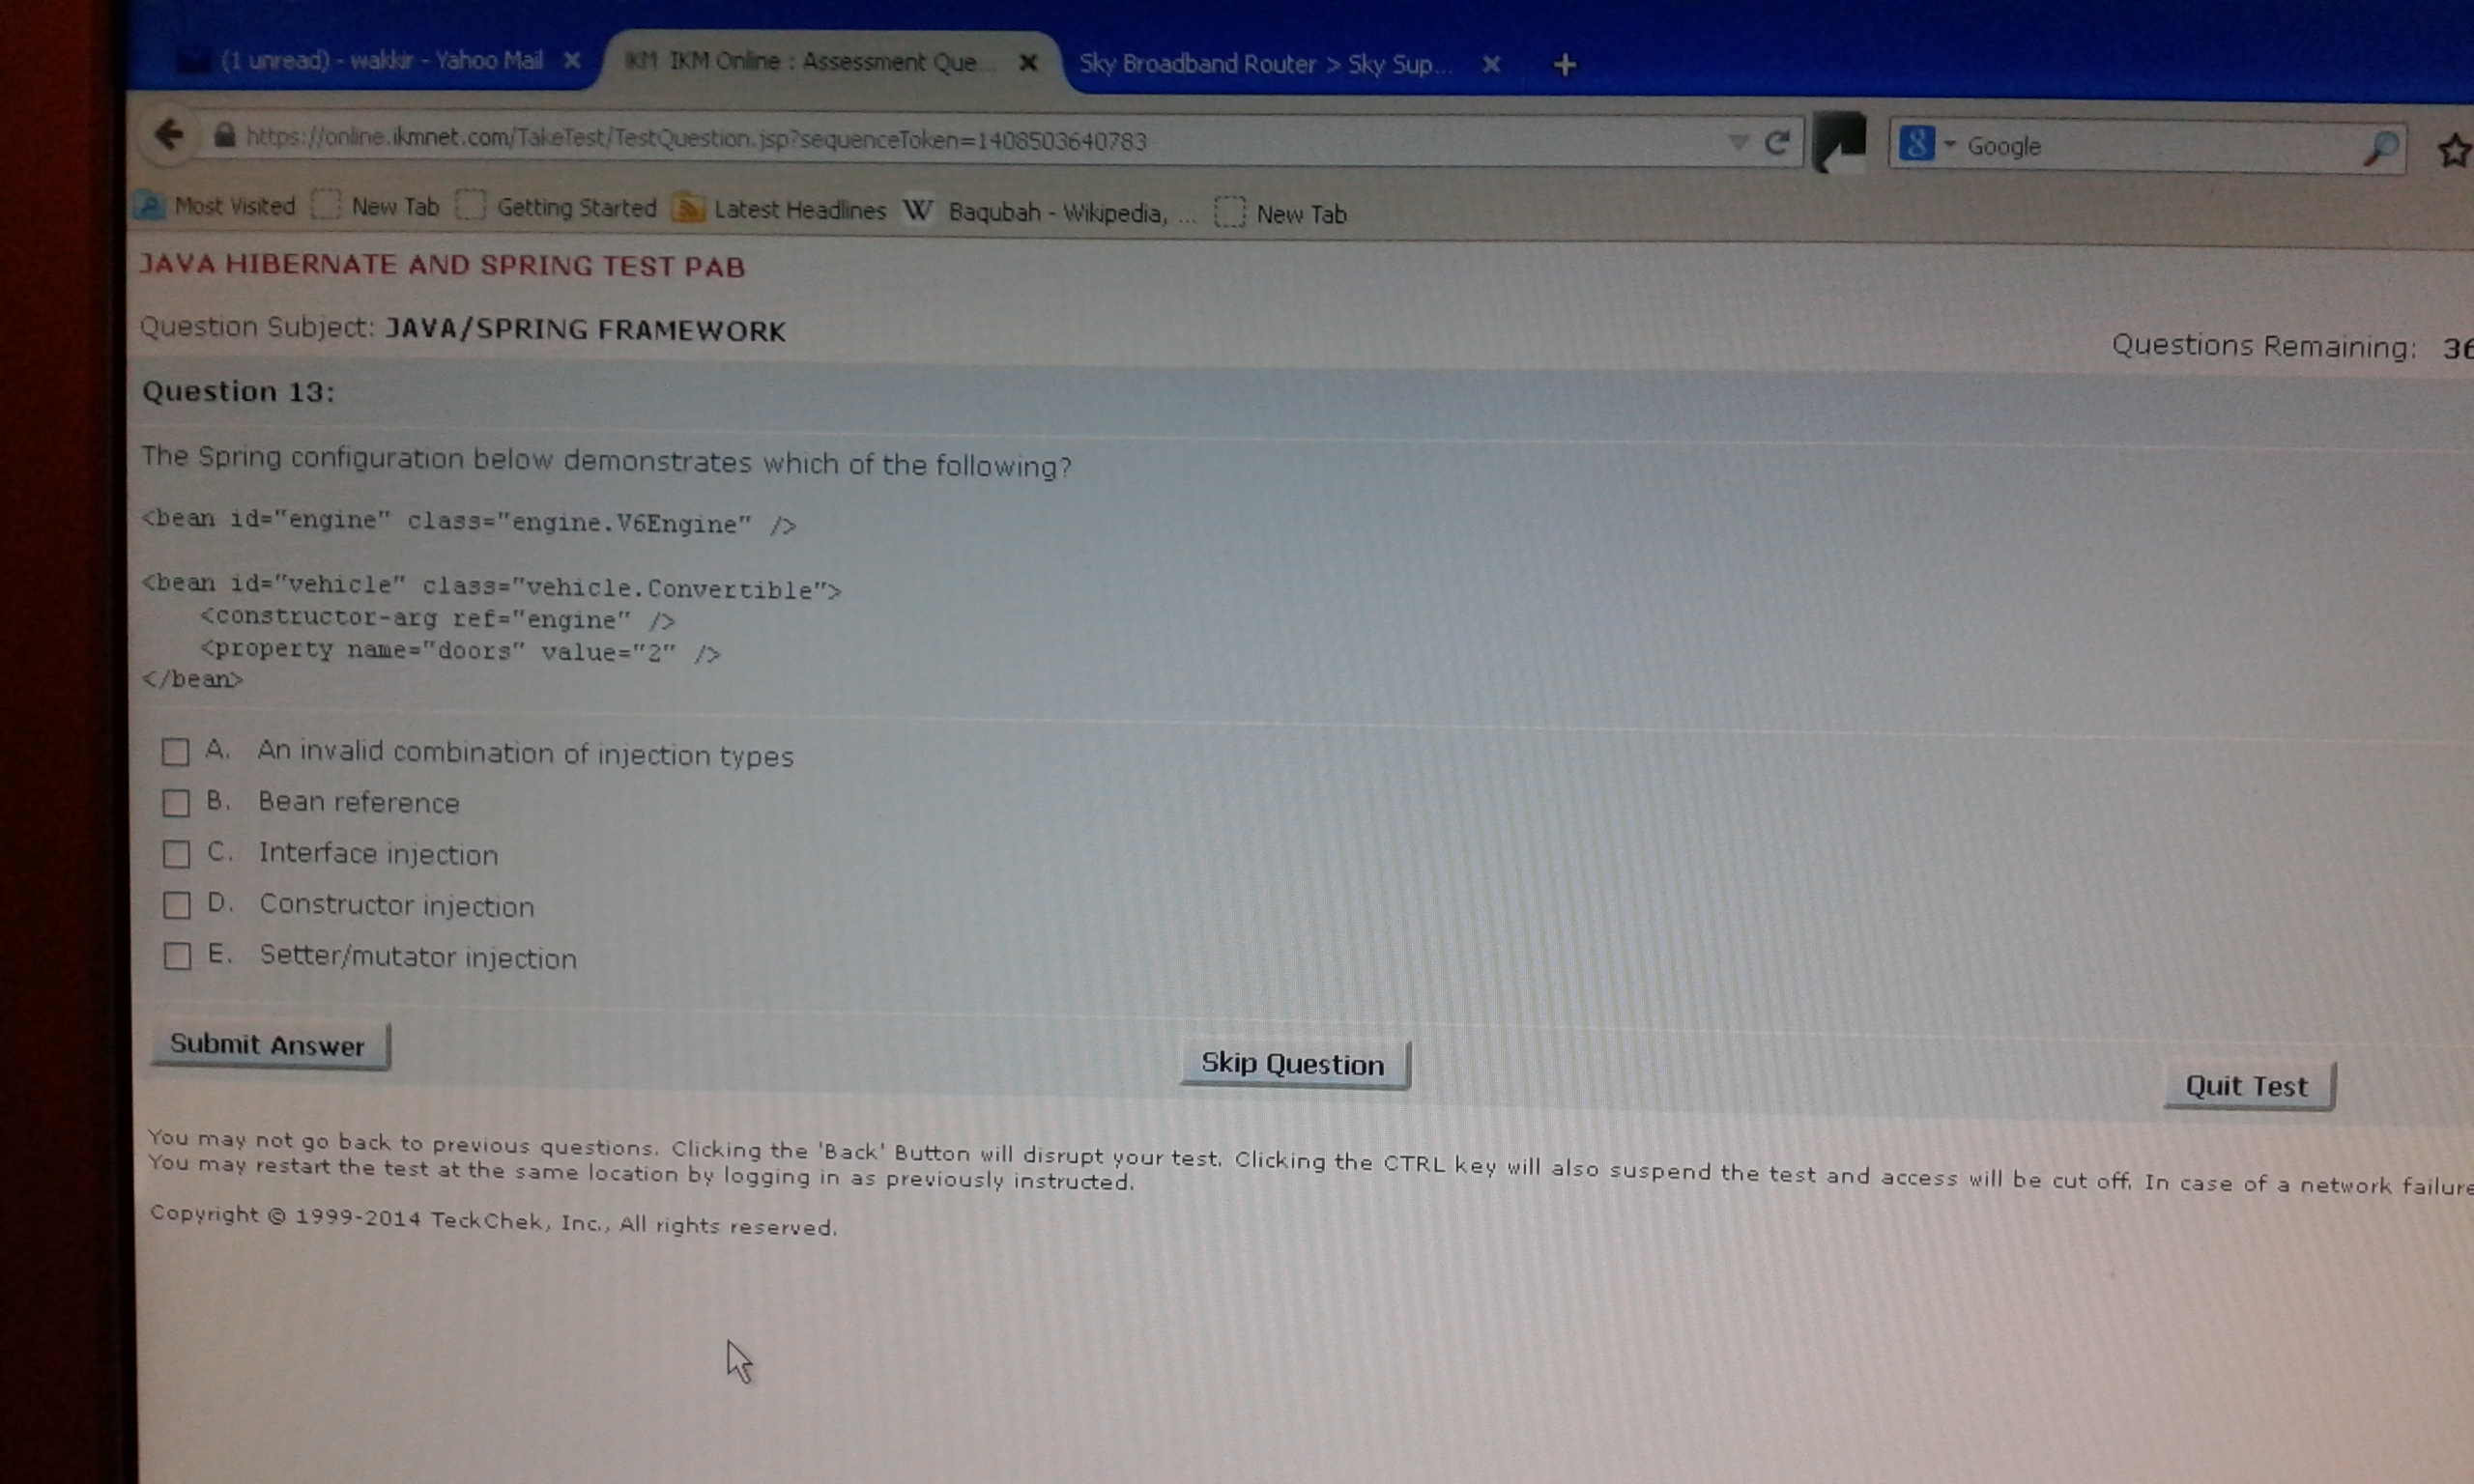 (1 unread) - wakkir - Yahoo Mail
IKM IKM Online : Assessment Que...
Sky Broadband Router > Sky Sup...
https://online.ikmnet.com/TakeTest/TestQuestion.jsp?sequenceToken=1408503640783
Google
Most Visited New Tab Getting Started Latest Headlines W Baqubah - Wikipedia, ... New Tab
JAVA HIBERNATE AND SPRING TEST PAB
Question Subject: JAVA/SPRING FRAMEWORK
Questions Remaining: 36
Question 13:
The Spring configuration below demonstrates which of the following?
<bean id="engine" class="engine.V6Engine" />
<bean id="vehicle" class="vehicle.Convertible">
<constructor-arg ref="engine" />
<property name="doors" value="2" />
</bean>
A. An invalid combination of injection types
B. Bean reference
C. Interface injection
D. Constructor injection
E. Setter/mutator injection
Submit Answer
Skip Question
Quit Test
You may not go back to previous questions. Clicking the 'Back' Button will disrupt your test. Clicking the CTRL key will also suspend the test and access will be cut off. In case of a network failure
You may restart the test at the same location by logging in as previously instructed.
Copyright © 1999-2014 TeckChek, Inc., All rights reserved.